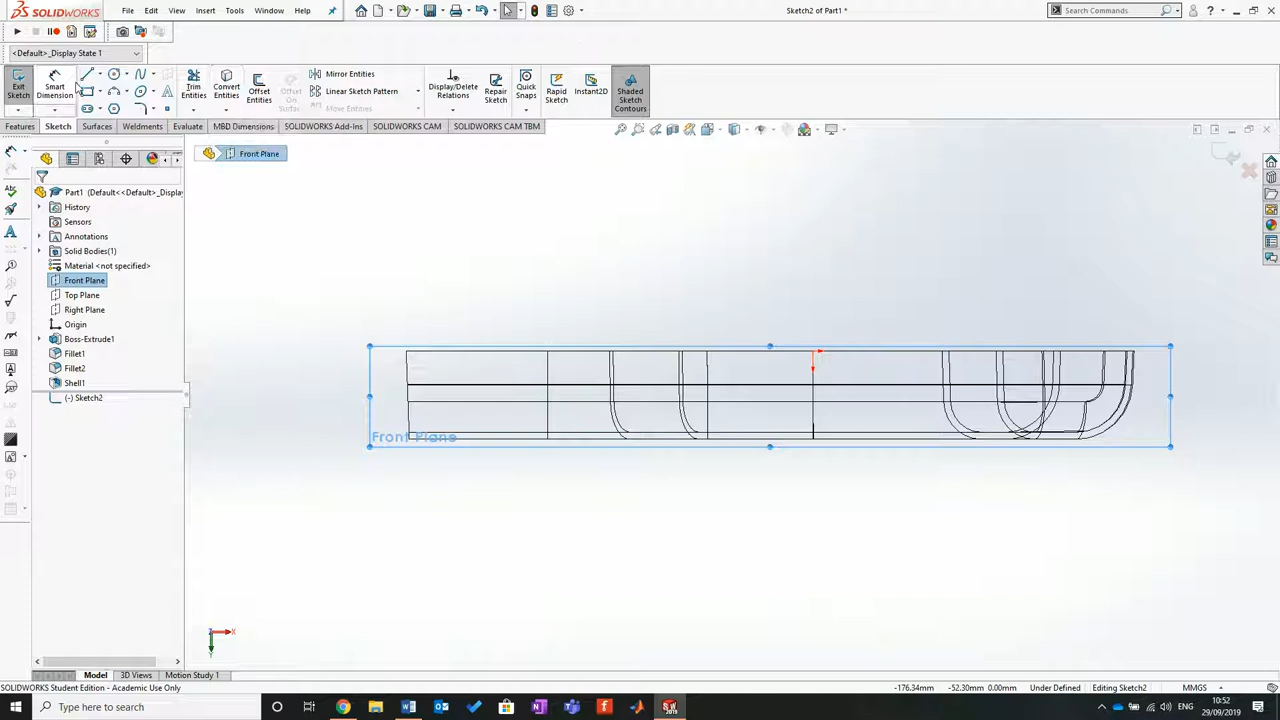 SOLIDWORKS File Edit View Insert Tools Window Help
Sketch2 of Part1 *
Search Commands
<Default>_Display State 1
Exit Sketch
Smart Dimension
Trim Entities
Convert Entities
Offset Entities
Offset On Surface
Mirror Entities
Linear Sketch Pattern
Move Entities
Display/Delete Relations
Repair Sketch
Quick Snaps
Rapid Sketch
Instant2D
Shaded Sketch Contours
Features Sketch Surfaces Weldments Evaluate MBD Dimensions SOLIDWORKS Add-Ins SOLIDWORKS CAM SOLIDWORKS CAM TBM
Front Plane
Part1 (Default<<Default>_Display
History
Sensors
Annotations
Solid Bodies(1)
Material <not specified>
Front Plane
Top Plane
Right Plane
Origin
Boss-Extrude1
Fillet1
Fillet2
Shell1
(-) Sketch2
Front Plane
X
Y
Model 3D Views Motion Study 1
SOLIDWORKS Student Edition - Academic Use Only
-176.34mm -52.30mm 0.00mm Under Defined Editing Sketch2 MMGS
Type here to search
ENG
10:52
29/09/2019